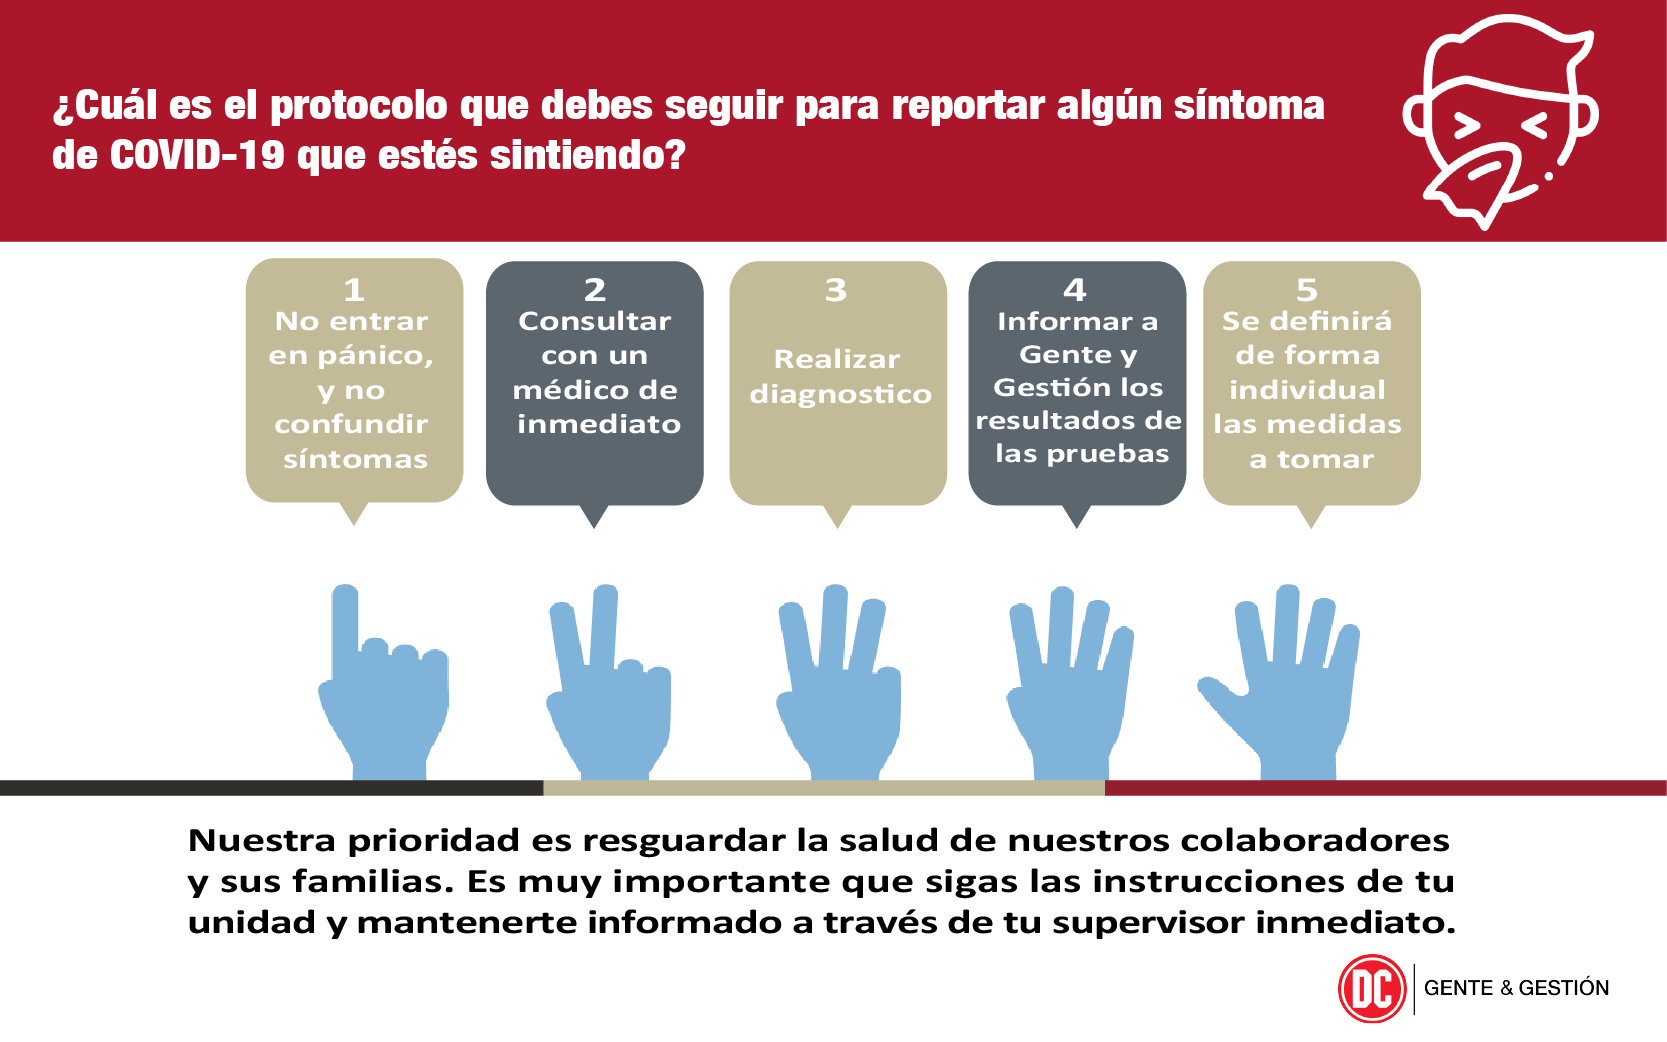 ¿Cuál es el protocolo que debes seguir para reportar algún síntoma
de COVID-19 que estés sintiendo?
1
No entrar
en pánico,
y no
confundir
síntomas
2
Consultar
con un
médico de
inmediato
3
Realizar
diagnostico
4
Informar a
Gente y
Gestión los
resultados de
las pruebas
5
Se definirá
de forma
individual
las medidas
a tomar
Nuestra prioridad es resguardar la salud de nuestros colaboradores
y sus familias. Es muy importante que sigas las instrucciones de tu
unidad y mantenerte informado a través de tu supervisor inmediato.
DC GENTE & GESTIÓN